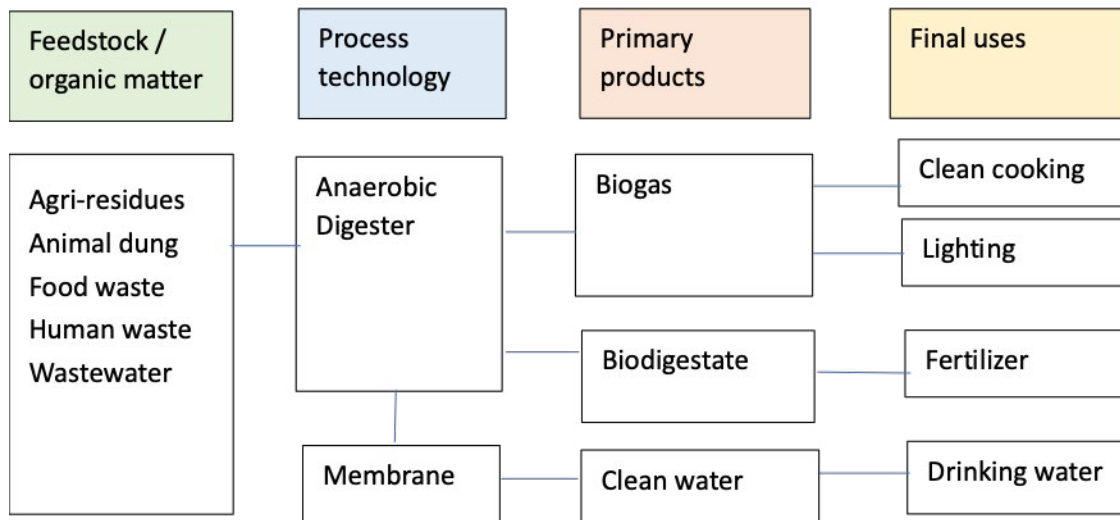 Feedstock /
organic matter
Process
technology
Primary
products
Final uses
Agri-residues
Animal dung
Food waste
Human waste
Wastewater
Anaerobic
Digester
Membrane
Biogas
Biodigestate
Clean water
Clean cooking
Lighting
Fertilizer
Drinking water